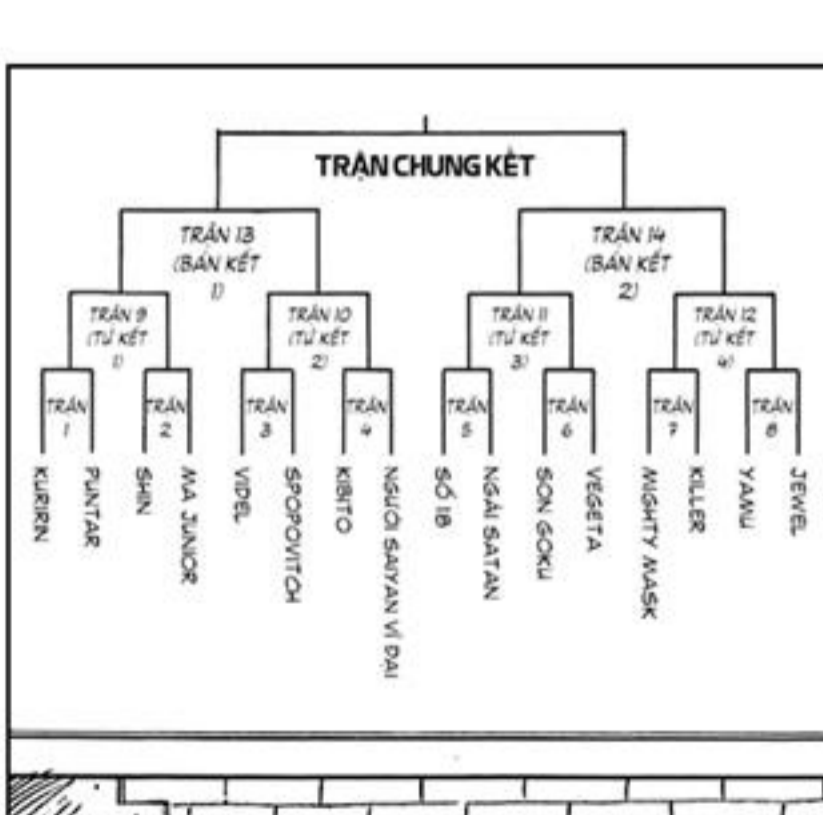 TRẬN CHUNG KẾT
TRẬN 13
(BÁN KẾT
1)
TRẬN 14
(BÁN KẾT
2)
TRẬN 9
(TỨ KẾT
1)
TRẬN 10
(TỨ KẾT
2)
TRẬN 11
(TỨ KẾT
3)
TRẬN 12
(TỨ KẾT
4)
TRẬN
1
TRẬN
2
TRẬN
3
TRẬN
4
TRẬN
5
TRẬN
6
TRẬN
7
TRẬN
8
KURIRN
PUNTAR
SHIN
MA JUNIOR
VIDEL
SPOPOVITCH
KIBITO
NGƯỜI SAIYAN VĨ ĐẠI
SỐ 18
NGÀI SATAN
SON GOKU
VEGETA
MIGHTY MASK
KILLER
YAMU
JEWEL